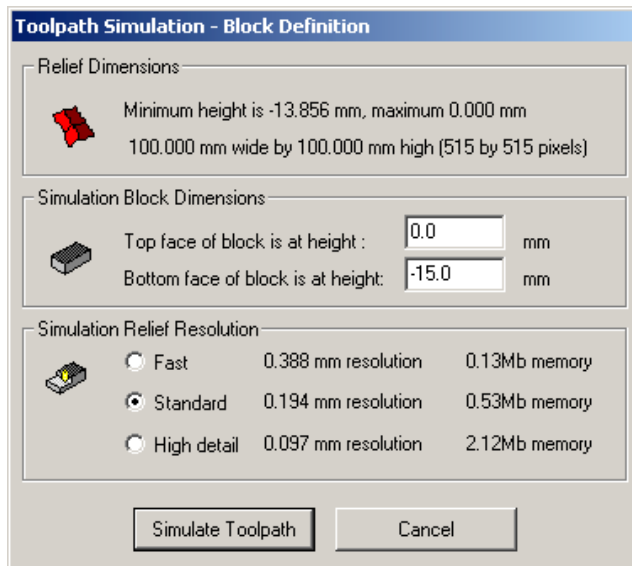 Toolpath Simulation - Block Definition
Relief Dimensions
Minimum height is -13.856 mm, maximum 0.000 mm
100.000 mm wide by 100.000 mm high (515 by 515 pixels)
Simulation Block Dimensions
Top face of block is at height : 0.0 mm
Bottom face of block is at height: -15.0 mm
Simulation Relief Resolution
Fast 0.388 mm resolution 0.13Mb memory
Standard 0.194 mm resolution 0.53Mb memory
High detail 0.097 mm resolution 2.12Mb memory
Simulate Toolpath Cancel